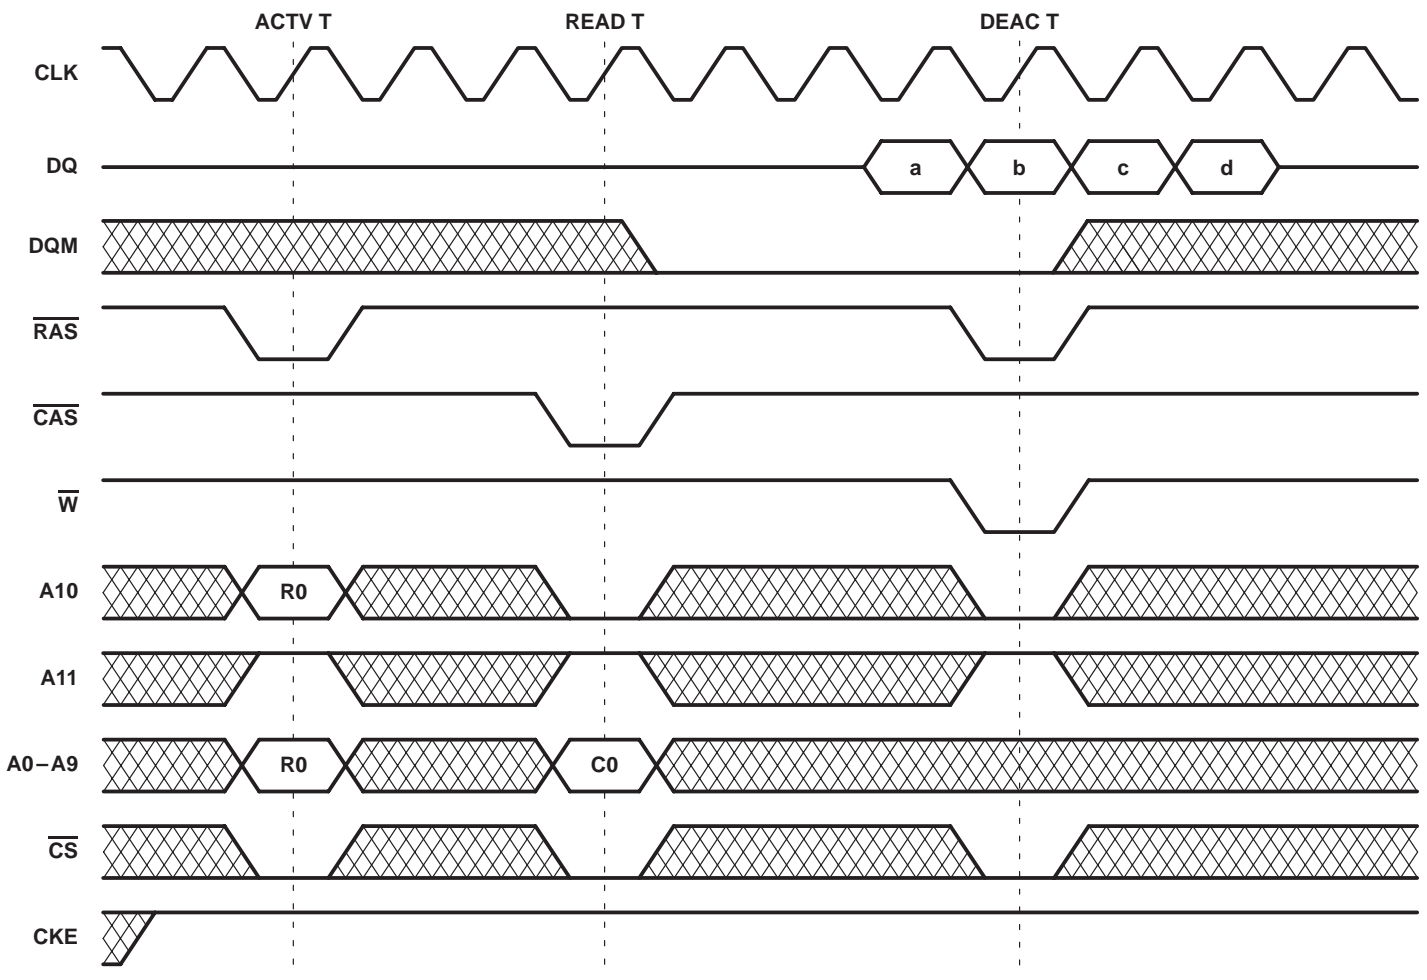 ACTV T READ T DEAC T
CLK
DQ a b c d
DQM
RAS
CAS
W
A10 R0
A11
A0–A9 R0 C0
CS
CKE